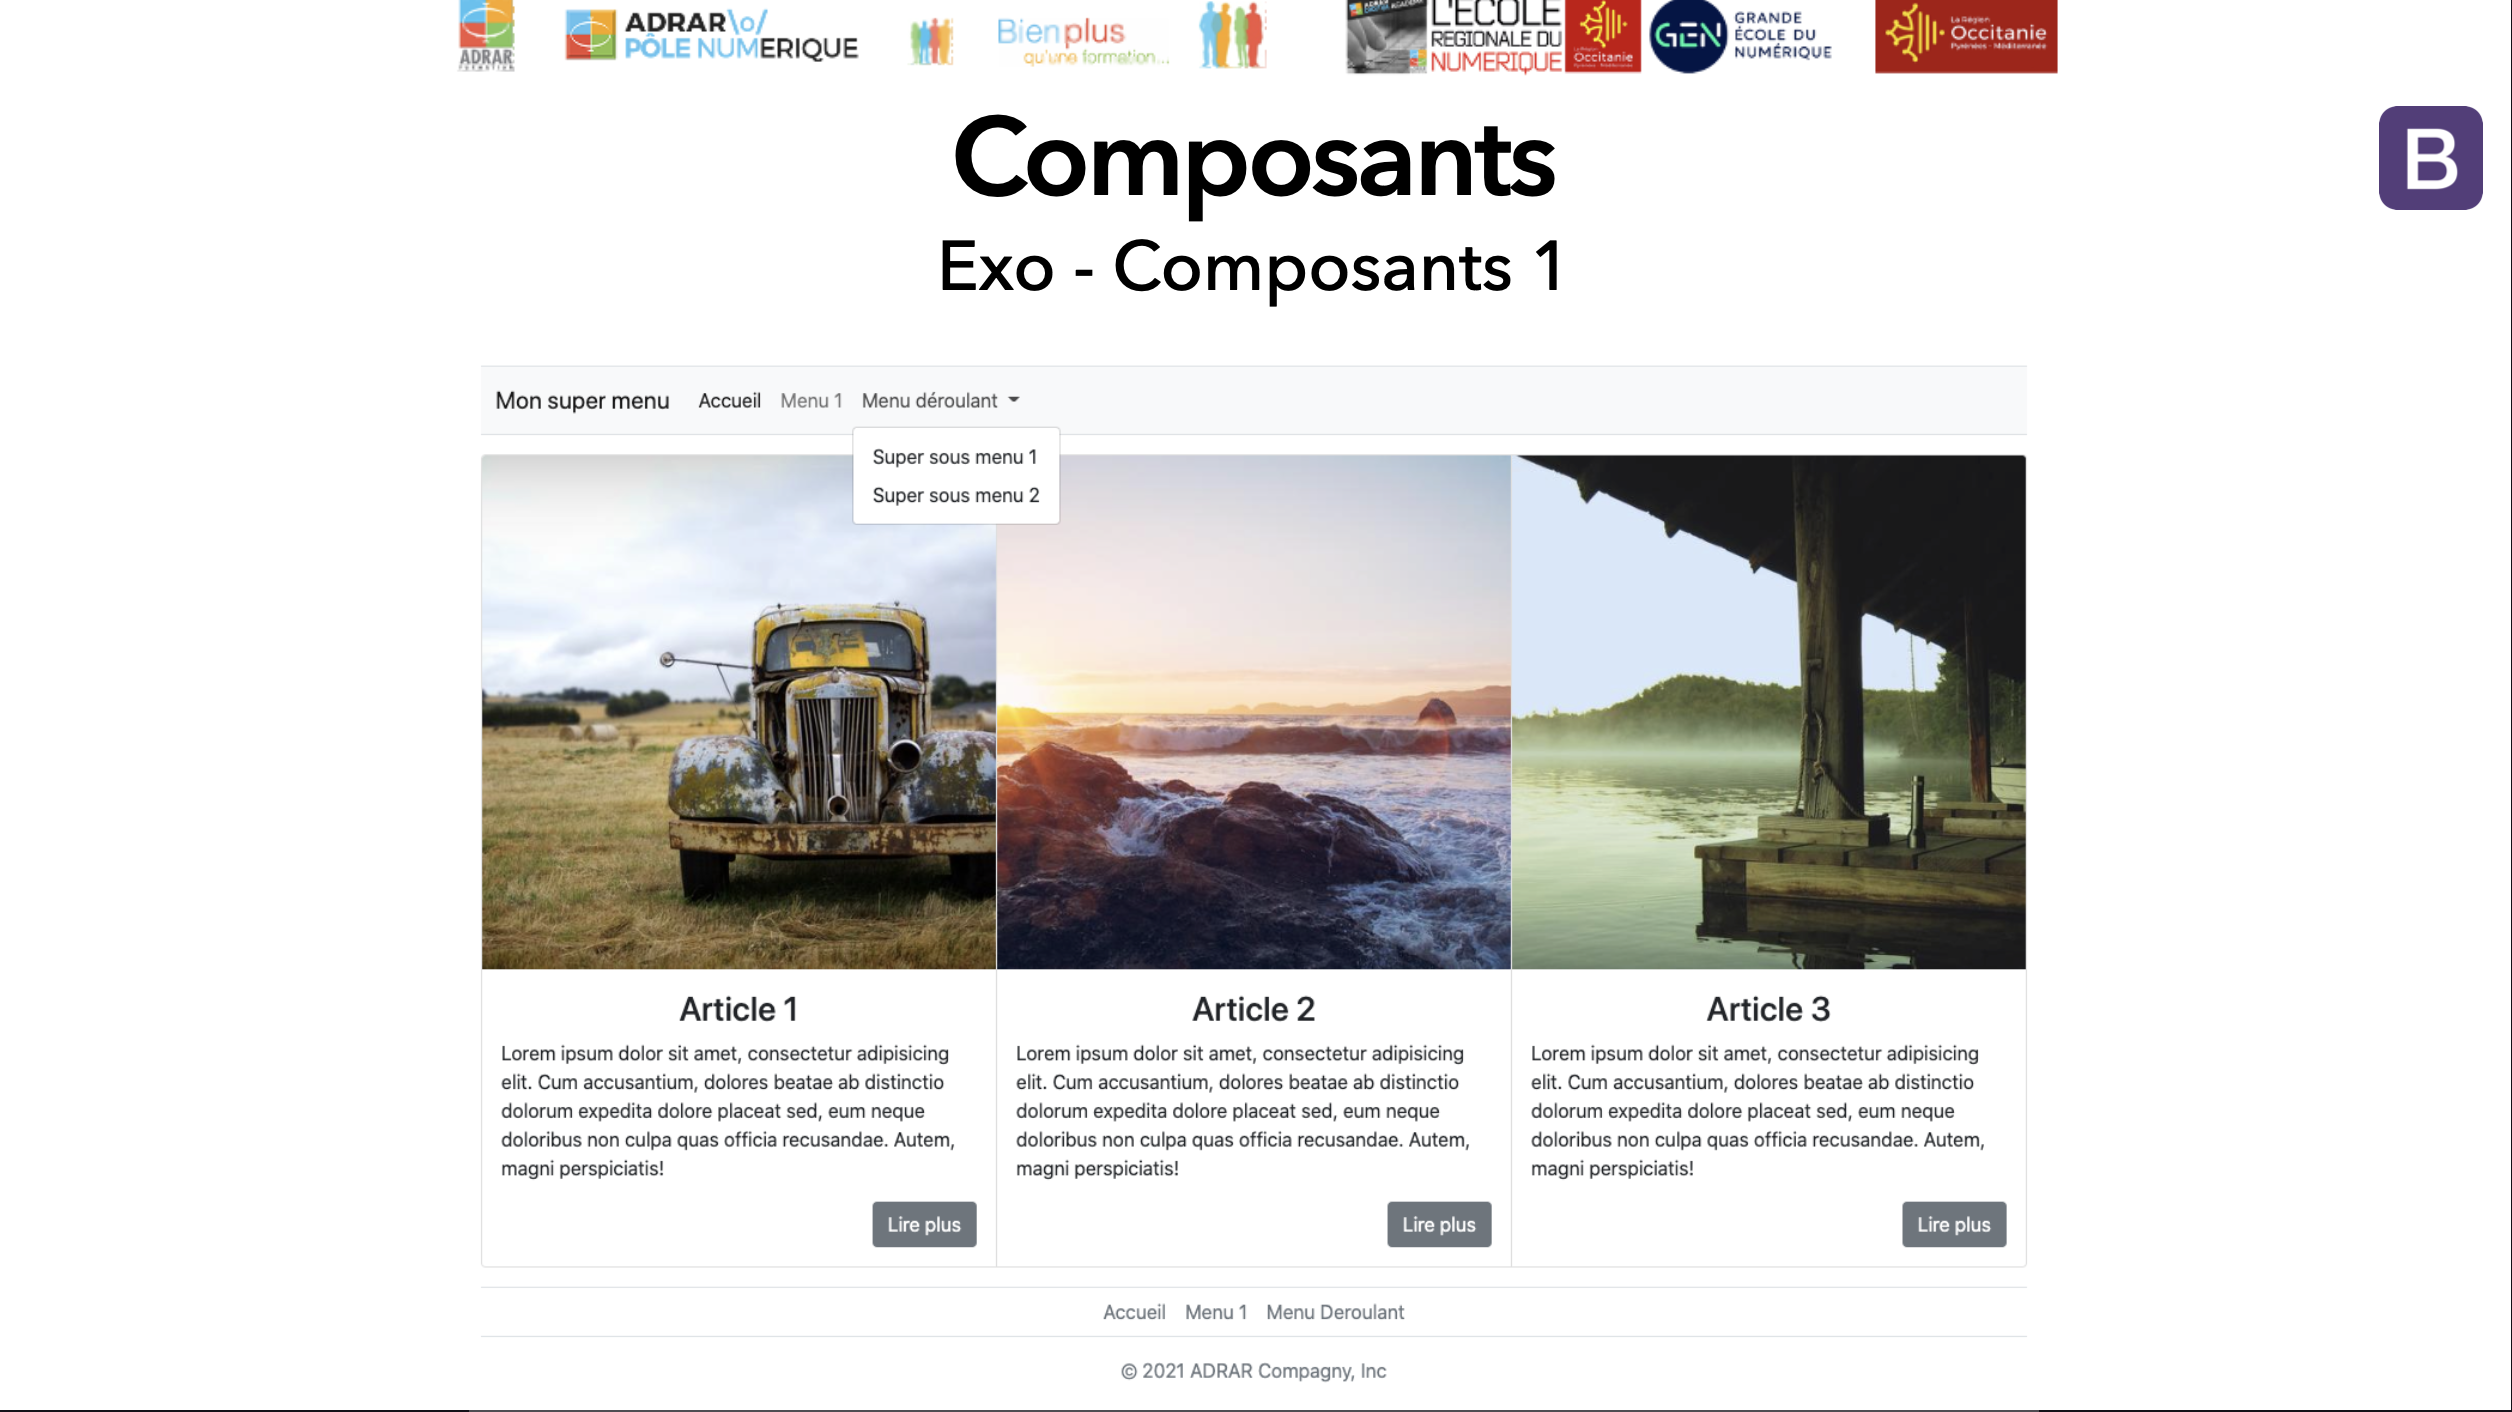 ADRAR
FORMATION
ADRAR\o/
PÔLE NUMERIQUE
Bienplus
qu'une formation...
L'ECOLE
REGIONALE DU
NUMERIQUE
Occitanie
GEN
GRANDE
ÉCOLE DU
NUMÉRIQUE
La Région
Occitanie
Pyrénées - Méditerranée
Composants
B
Exo - Composants 1
Mon super menu Accueil Menu 1 Menu déroulant
Super sous menu 1
Super sous menu 2
Article 1
Lorem ipsum dolor sit amet, consectetur adipisicing
elit. Cum accusantium, dolores beatae ab distinctio
dolorum expedita dolore placeat sed, eum neque
doloribus non culpa quas officia recusandae. Autem,
magni perspiciatis!
Lire plus
Article 2
Lorem ipsum dolor sit amet, consectetur adipisicing
elit. Cum accusantium, dolores beatae ab distinctio
dolorum expedita dolore placeat sed, eum neque
doloribus non culpa quas officia recusandae. Autem,
magni perspiciatis!
Lire plus
Article 3
Lorem ipsum dolor sit amet, consectetur adipisicing
elit. Cum accusantium, dolores beatae ab distinctio
dolorum expedita dolore placeat sed, eum neque
doloribus non culpa quas officia recusandae. Autem,
magni perspiciatis!
Lire plus
Accueil Menu 1 Menu Deroulant
© 2021 ADRAR Compagny, Inc